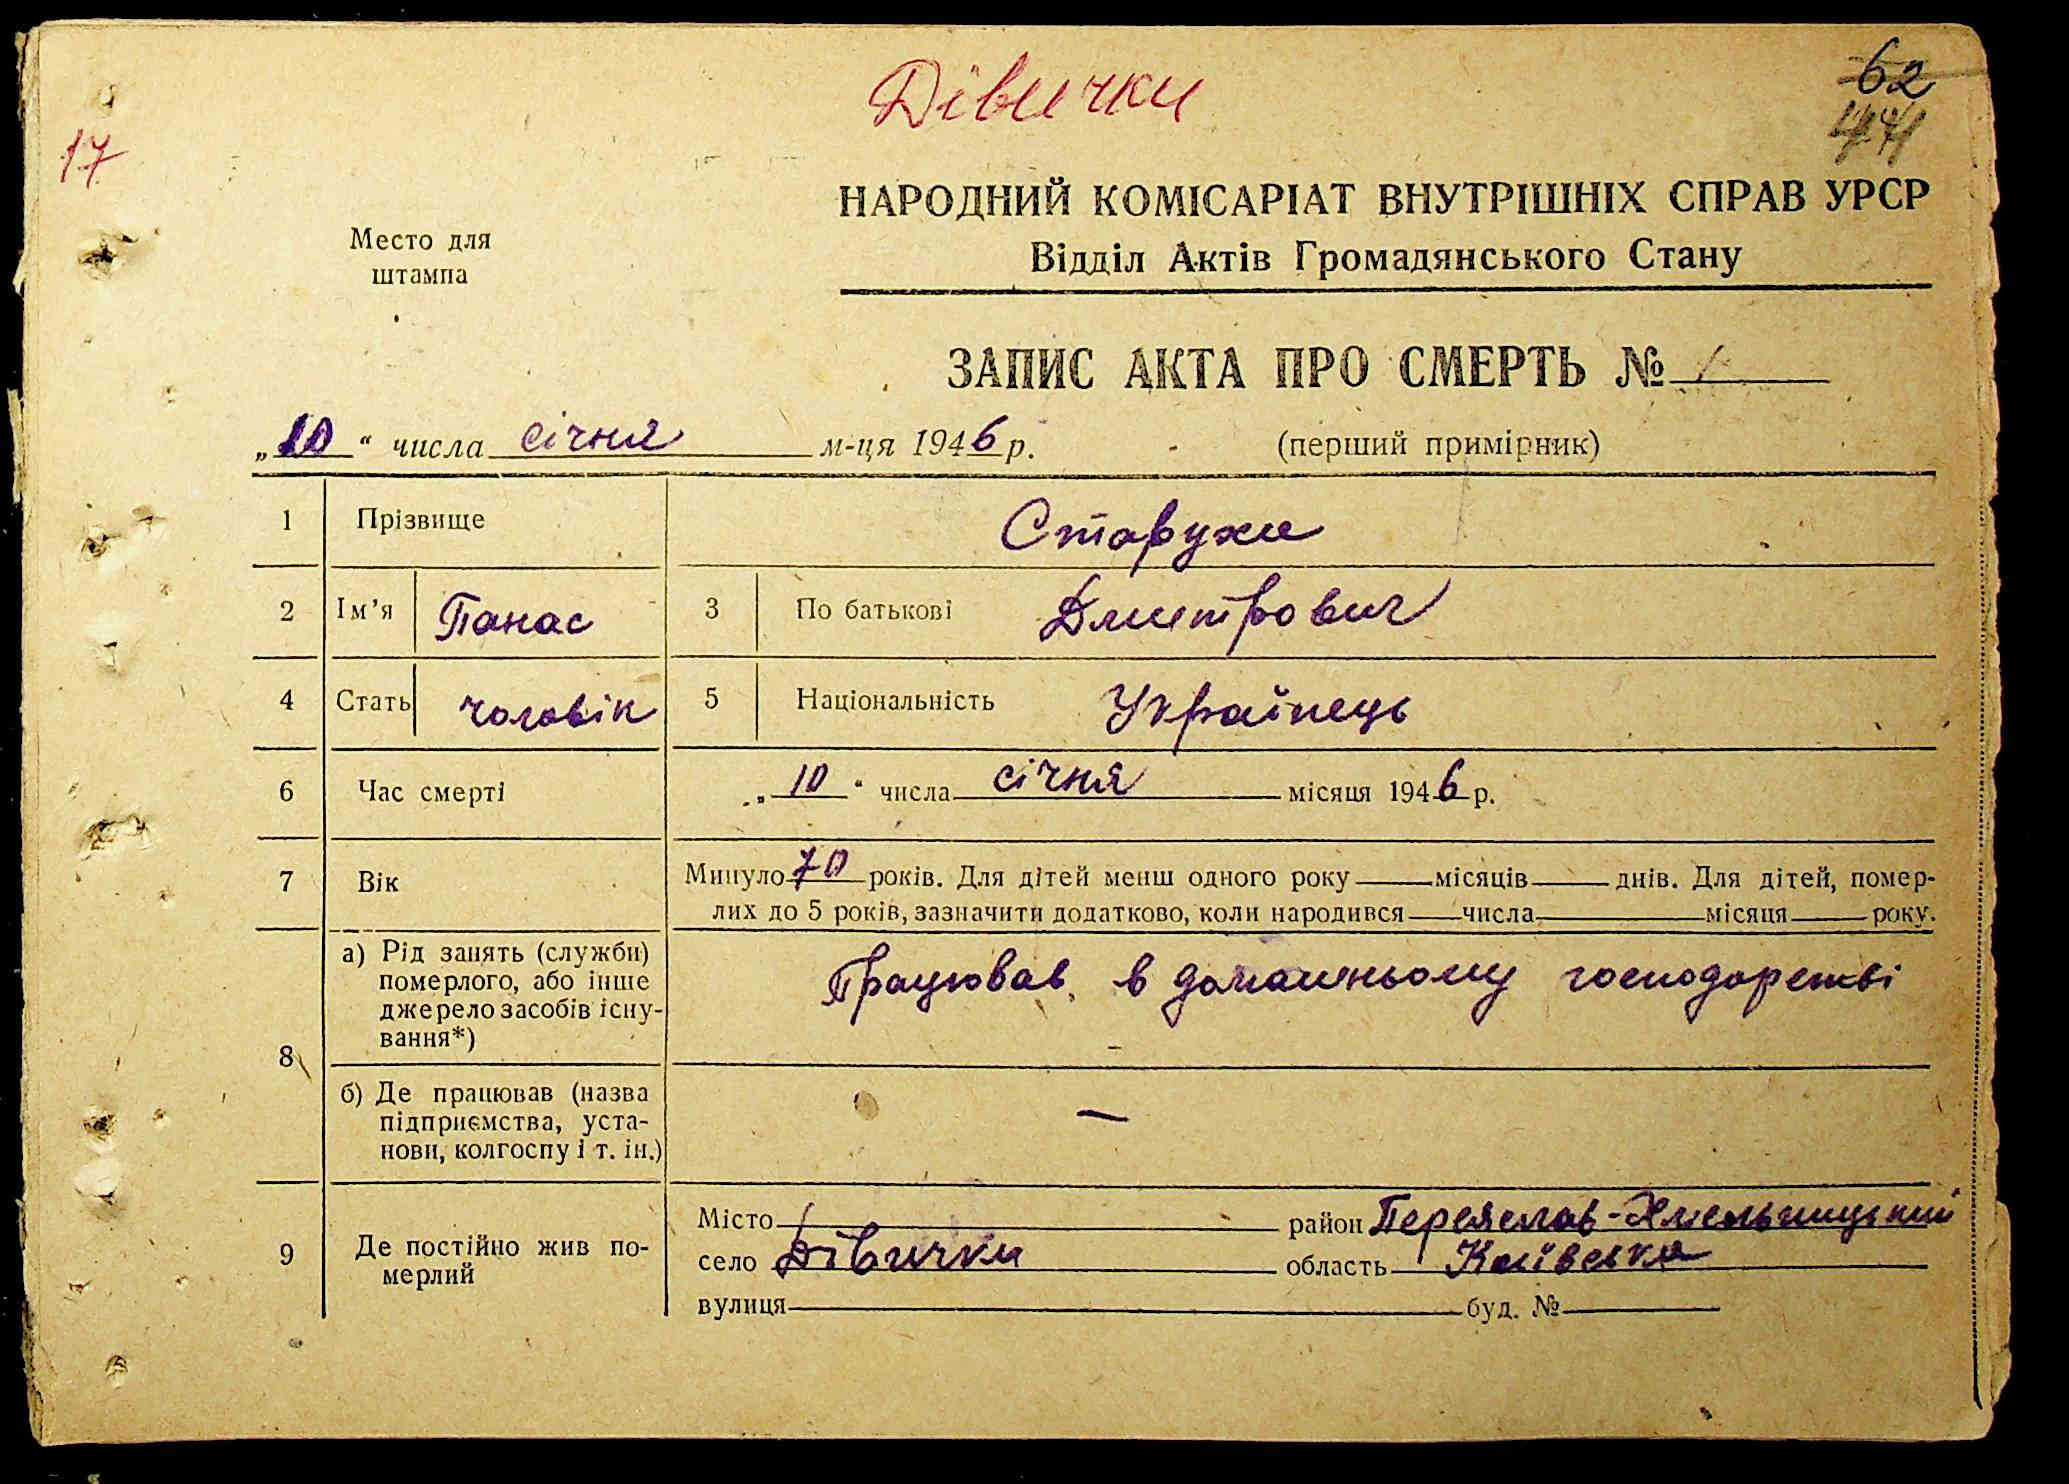 Дівички
62
17
НАРОДНИЙ КОМІСАРІАТ ВНУТРІШНІХ СПРАВ УРСР
Відділ Актів Громадянського Стану
Место для
штампа
ЗАПИС АКТА ПРО СМЕРТЬ № 1
„10“ числа січня м-ця 1946 р. (перший примірник)
1 Прізвище Ставухи
2 Ім’я Панас 3 По батькові Дмитрович
4 Стать чоловік 5 Національність Українець
6 Час смерті „10“ числа січня місяця 1946 р.
7 Вік Минуло 70 років. Для дітей менш одного року місяців днів. Для дітей, помер-
лих до 5 років, зазначити додатково, коли народився числа місяця року.
8 а) Рід занять (служби)
померлого, або інше
джерело засобів існу-
вання*)
Працював в домашньому господарстві
б) Де працював (назва
підприємства, уста-
нови, колгоспу і т. ін.)
—
9 Де постійно жив по-
мерлий
Місто район Переяслав-Хмельницький
село Дівички область Київська
вулиця буд. №